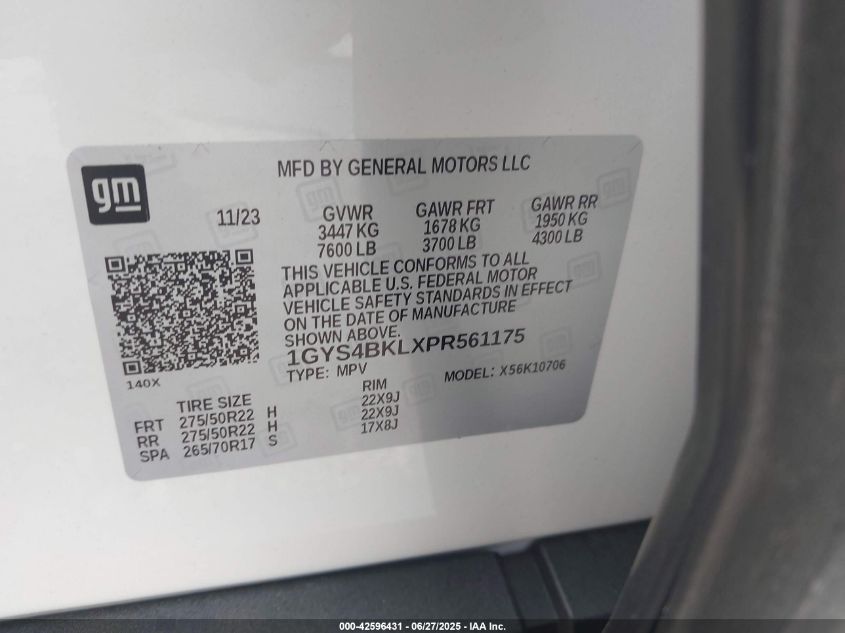 gm
MFD BY GENERAL MOTORS LLC
11/23
GVWR GAWR FRT GAWR RR
3447 KG 1678 KG 1950 KG
7600 LB 3700 LB 4300 LB
THIS VEHICLE CONFORMS TO ALL
APPLICABLE U.S. FEDERAL MOTOR
VEHICLE SAFETY STANDARDS IN EFFECT
ON THE DATE OF MANUFACTURE
SHOWN ABOVE.
1GYS4BKLXPR561175
TYPE: MPV MODEL: X56K10706
140X
TIRE SIZE RIM
FRT 275/50R22 H 22X9J
RR 275/50R22 H 22X9J
SPA 265/70R17 S 17X8J
000-42596431 - 06/27/2025 - IAA Inc.